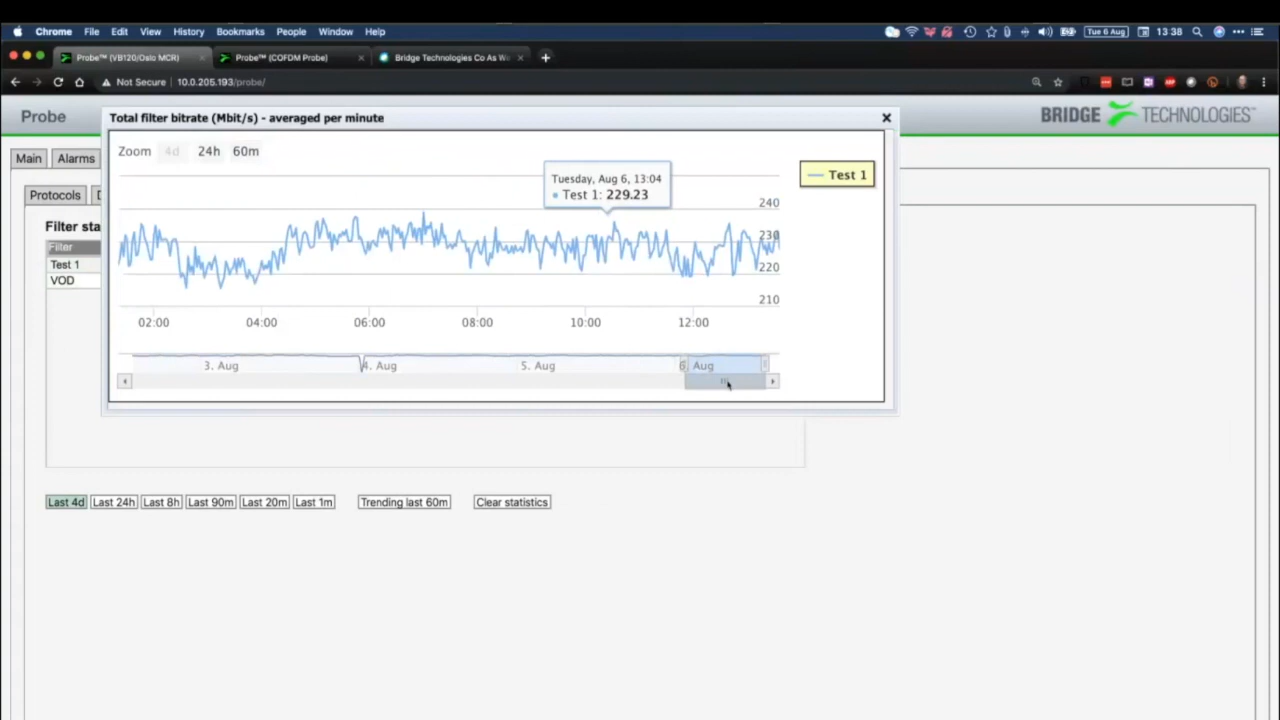 Chrome File Edit View History Bookmarks People Window Help Tue 6 Aug 13 38
Probe™ (VB120/Oslo MCR) Probe™ (COFDM Probe) Bridge Technologies Co As We
Not Secure 10.0.205.193/probe/
Probe BRIDGE TECHNOLOGIES™
Total filter bitrate (Mbit/s) - averaged per minute
Main Alarms
Zoom 4d 24h 60m
Tuesday, Aug 6, 13:04
Test 1: 229.23
Test 1
Protocols D
Filter sta
Filter
Test 1
VOD
240
230
220
210
02:00 04:00 06:00 08:00 10:00 12:00
3. Aug 4. Aug 5. Aug 6. Aug
Last 4d Last 24h Last 8h Last 90m Last 20m Last 1m Trending last 60m Clear statistics